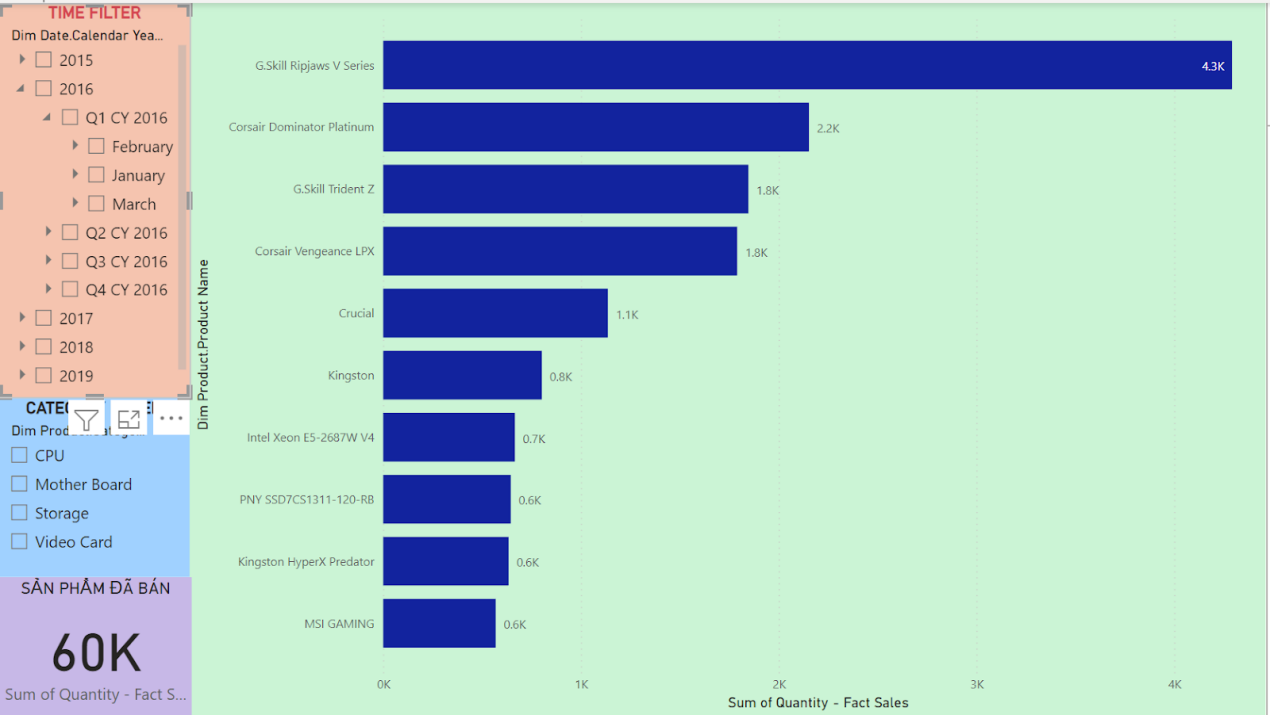 TIME FILTER
Dim Date.Calendar Yea...
2015
2016
Q1 CY 2016
February
January
March
Q2 CY 2016
Q3 CY 2016
Q4 CY 2016
2017
2018
2019
Dim Prod
CPU
Mother Board
Storage
Video Card
SẢN PHẨM ĐÃ BÁN
60K
Sum of Quantity - Fact S...
Dim Product.Product Name
G.Skill Ripjaws V Series 4.3K
Corsair Dominator Platinum 2.2K
G.Skill Trident Z 1.8K
Corsair Vengeance LPX 1.8K
Crucial 1.1K
Kingston 0.8K
Intel Xeon E5-2687W V4 0.7K
PNY SSD7CS1311-120-RB 0.6K
Kingston HyperX Predator 0.6K
MSI GAMING 0.6K
0K 1K 2K 3K 4K
Sum of Quantity - Fact Sales